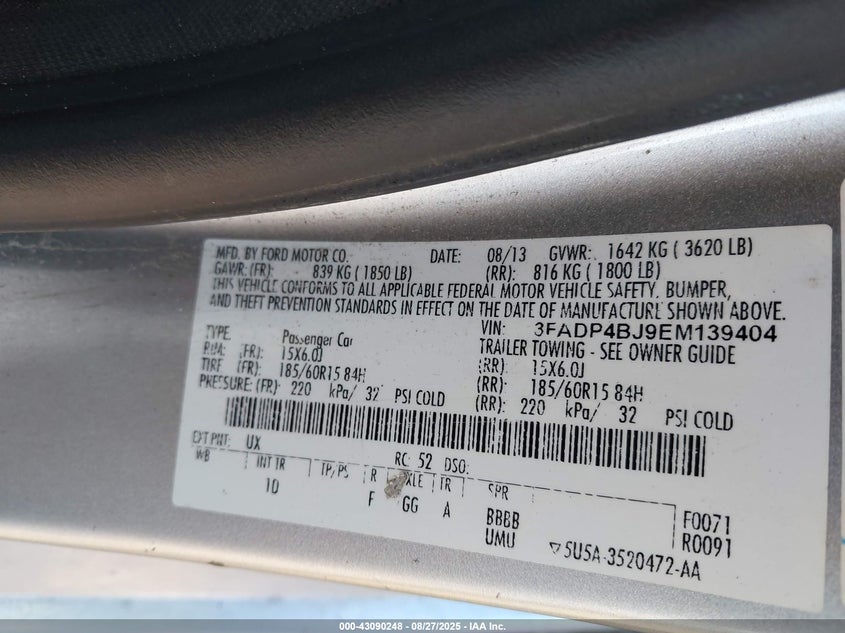 MFD. BY FORD MOTOR CO. DATE: 08/13 GVWR: 1642 KG ( 3620 LB)
GAWR: (FR): 839 KG ( 1850 LB) (RR): 816 KG ( 1800 LB)
THIS VEHICLE CONFORMS TO ALL APPLICABLE FEDERAL MOTOR VEHICLE SAFETY, BUMPER,
AND THEFT PREVENTION STANDARDS IN EFFECT ON THE DATE OF MANUFACTURE SHOWN ABOVE.
VIN: 3FADP4BJ9EM139404
TYPE: Passenger Car TRAILER TOWING - SEE OWNER GUIDE
RIM: (FR): 15X6.0J (RR): 15X6.0J
TIRE (FR): 185/60R15 84H (RR): 185/60R15 84H
PRESSURE: (FR): 220 kPa/ 32 PSI COLD (RR): 220 kPa/ 32 PSI COLD
EXT PNT: UX RC: 52 DSO:
WB INT TR TP/PS R AXLE TR SPR
10 F GG A BBBB F0071
UMU R0091
▽5U5A-3520472-AA
000-43090248 - 08/27/2025 - IAA Inc.